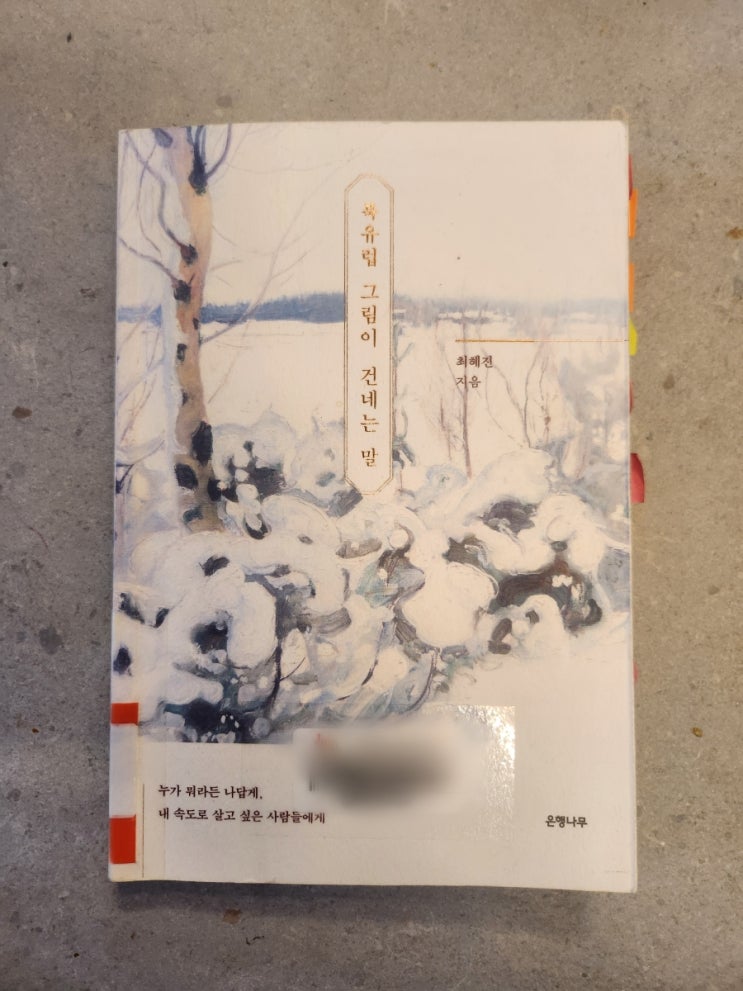 북유럽 그림이 건네는 말
최혜진
지음
누가 뭐라든 나답게,
내 속도로 살고 싶은 사람들에게
은행나무